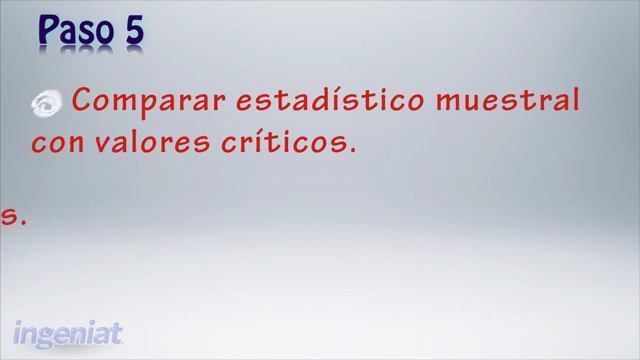 Paso 5
Comparar estadístico muestral
con valores críticos.
s.
ingeniat